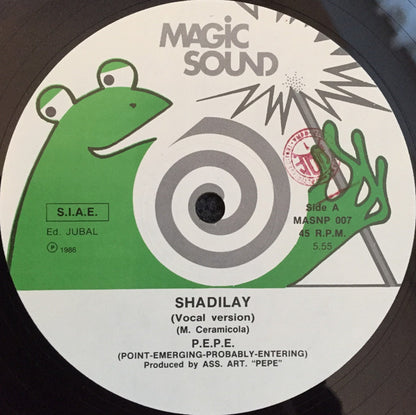 MAGIC
SOUND
S.I.A.E.
Ed. JUBAL
Ⓟ 1986
Side A
MASNP 007
45 R.P.M.
5.55
SHADILAY
(Vocal version)
(M. Ceramicola)
P.E.P.E.
(POINT-EMERGING-PROBABLY-ENTERING)
Produced by ASS. ART. "PEPE"